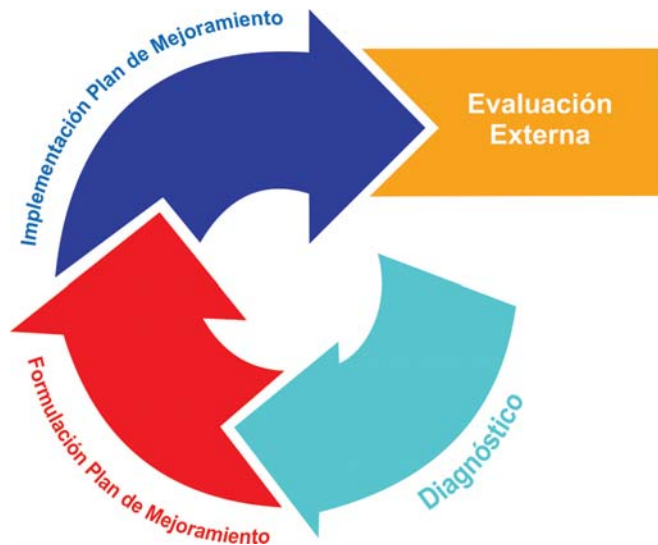 Implementación Plan de Mejoramiento
Evaluación
Externa
Diagnóstico
Formulación Plan de Mejoramiento